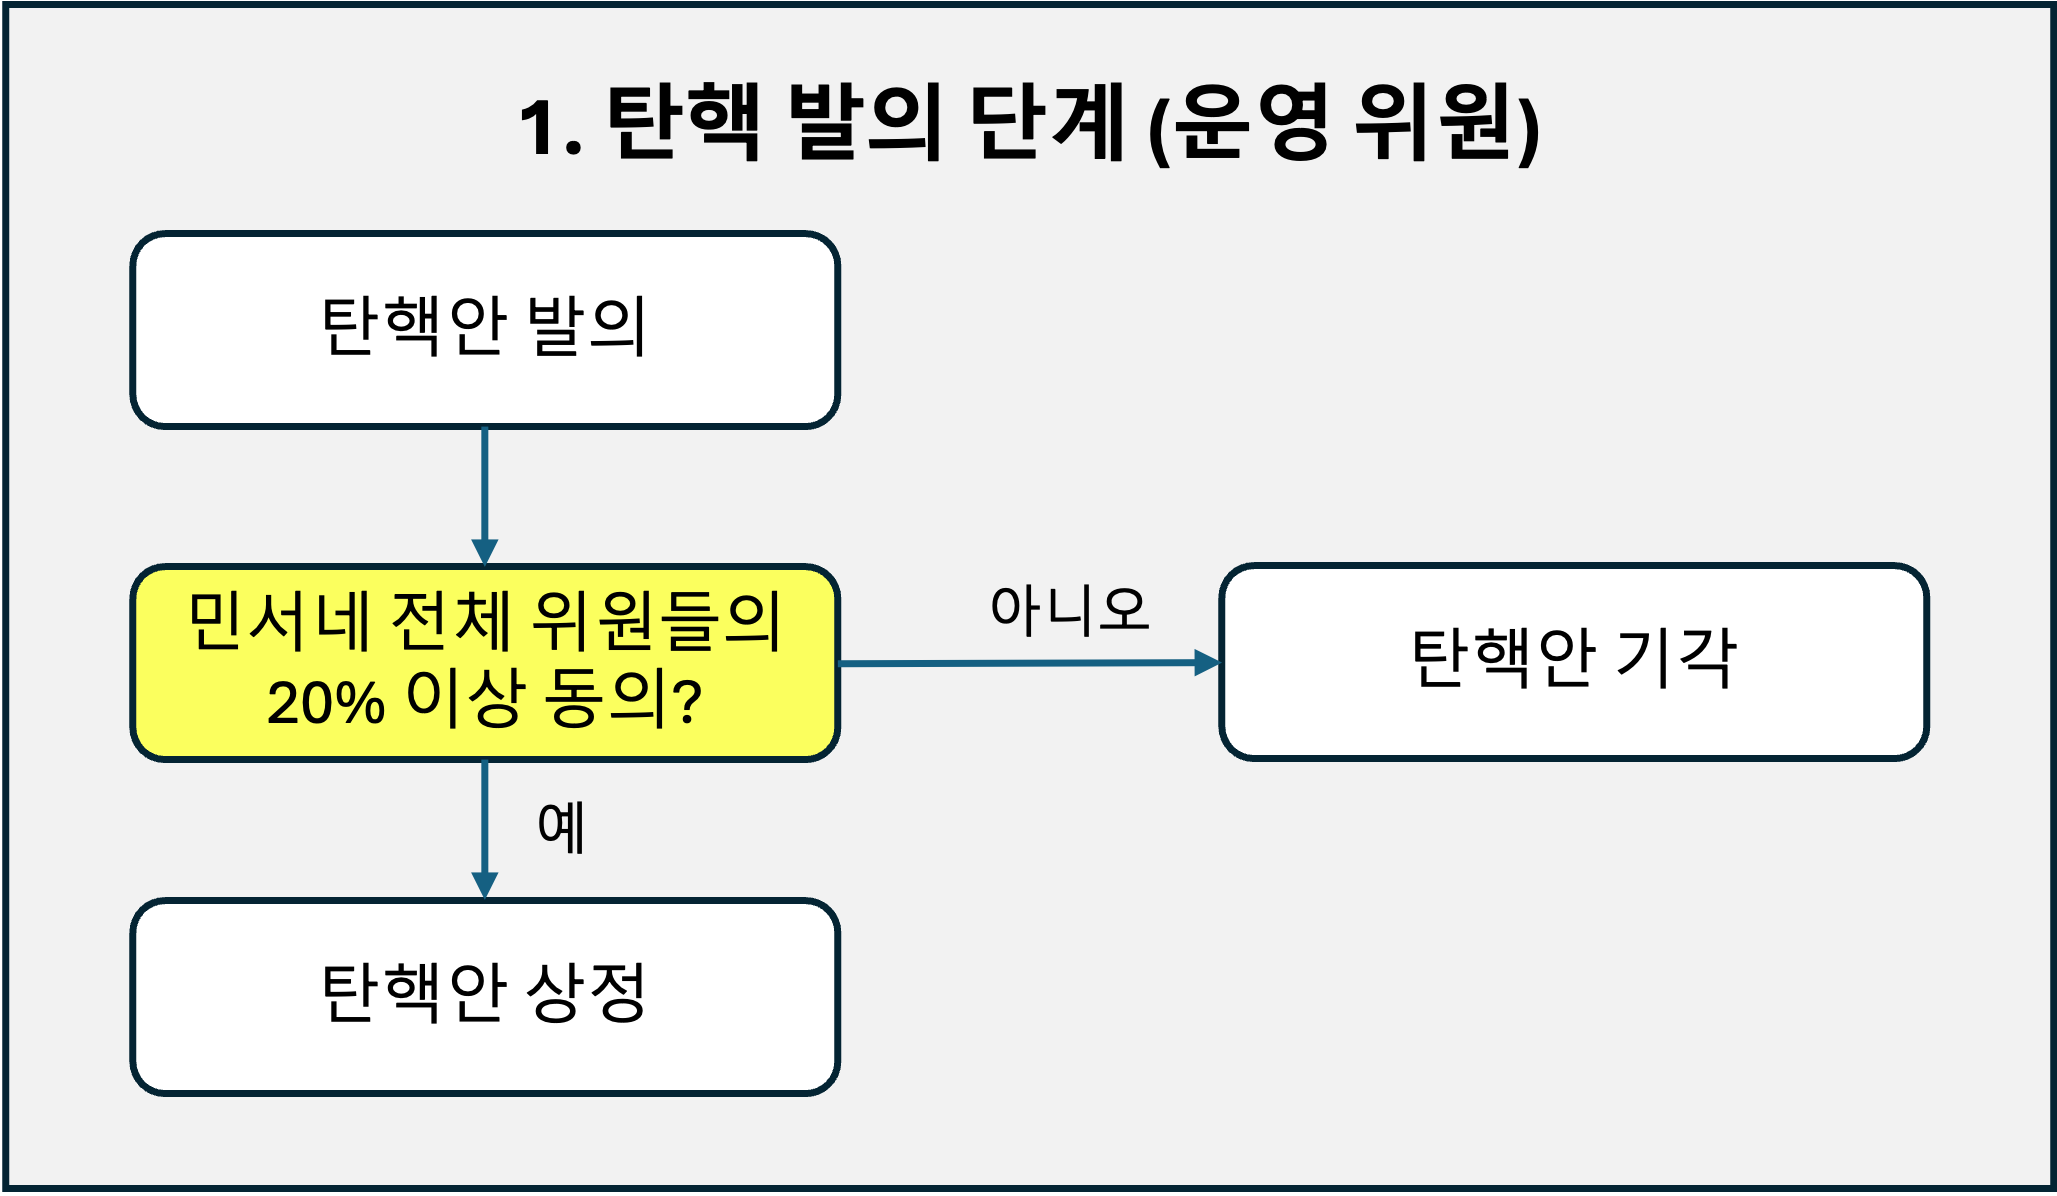 1. 탄핵 발의 단계 (운영 위원)
탄핵안 발의
민서네 전체 위원들의
20% 이상 동의?
아니오
탄핵안 기각
예
탄핵안 상정